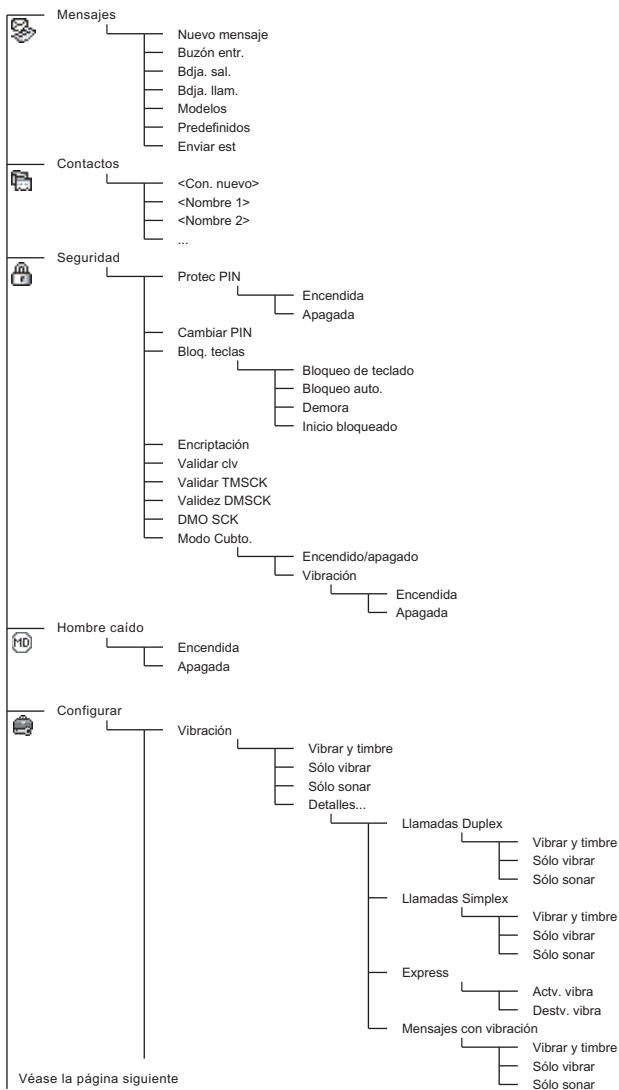 Mensajes
Nuevo mensaje
Buzón entr.
Bdja. sal.
Bdja. llam.
Modelos
Predefinidos
Enviar est
Contactos
<Con. nuevo>
<Nombre 1>
<Nombre 2>
...
Seguridad
Protec PIN
Encendida
Apagada
Cambiar PIN
Bloq. teclas
Bloqueo de teclado
Bloqueo auto.
Demora
Inicio bloqueado
Encriptación
Validar clv
Validar TMSCK
Validez DMSCK
DMO SCK
Modo Cubto.
Encendido/apagado
Vibración
Encendida
Apagada
MD
Hombre caído
Encendida
Apagada
Configurar
Vibración
Vibrar y timbre
Sólo vibrar
Sólo sonar
Detalles...
Llamadas Duplex
Vibrar y timbre
Sólo vibrar
Sólo sonar
Llamadas Simplex
Vibrar y timbre
Sólo vibrar
Sólo sonar
Express
Actv. vibra
Destv. vibra
Mensajes con vibración
Vibrar y timbre
Sólo vibrar
Sólo sonar
Véase la página siguiente